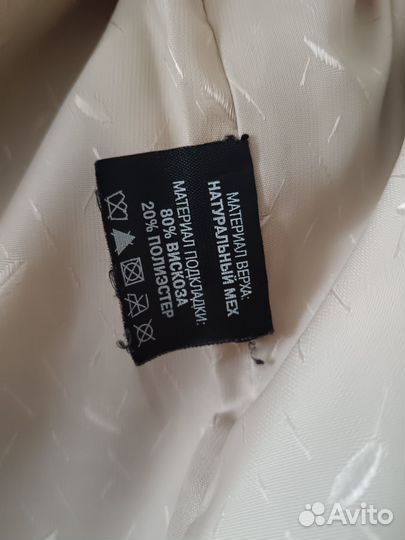 МАТЕРИАЛ ВЕРХА:
НАТУРАЛЬНЫЙ МЕХ
МАТЕРИАЛ ПОДКЛАДКИ:
80% ВИСКОЗА
20% ПОЛИЭСТЕР
Avito